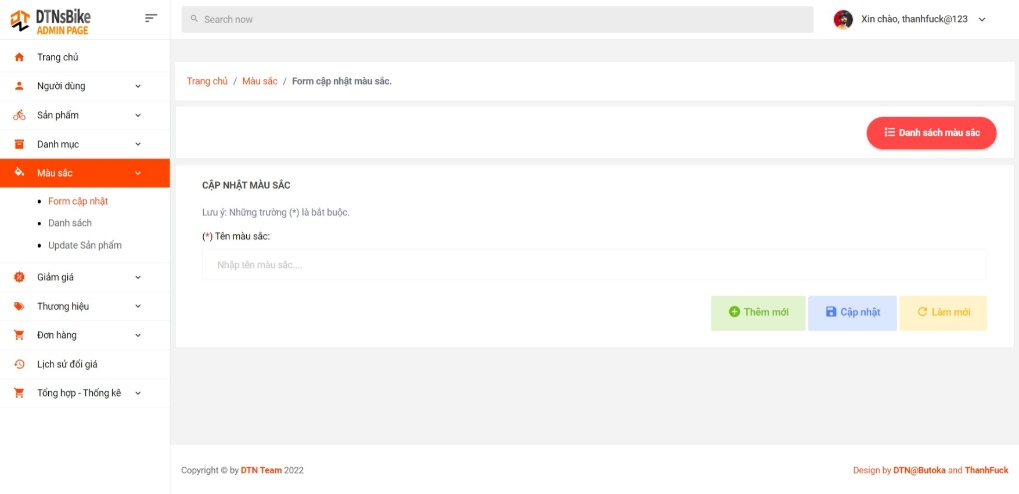 DTNsBike
ADMIN PAGE
Search now
Xin chào, thanhfuck@123
Trang chủ
Người dùng
Sản phẩm
Danh mục
Màu sắc
Form cập nhật
Danh sách
Update Sản phẩm
Giảm giá
Thương hiệu
Đơn hàng
Lịch sử đổi giá
Tổng hợp - Thống kê
Trang chủ / Màu sắc / Form cập nhật màu sắc.
Danh sách màu sắc
CẬP NHẬT MÀU SẮC
Lưu ý: Những trường (*) là bắt buộc.
(*) Tên màu sắc:
Nhập tên màu sắc....
Thêm mới
Cập nhật
Làm mới
Copyright © by DTN Team 2022
Design by DTN@Butoka and ThanhFuck